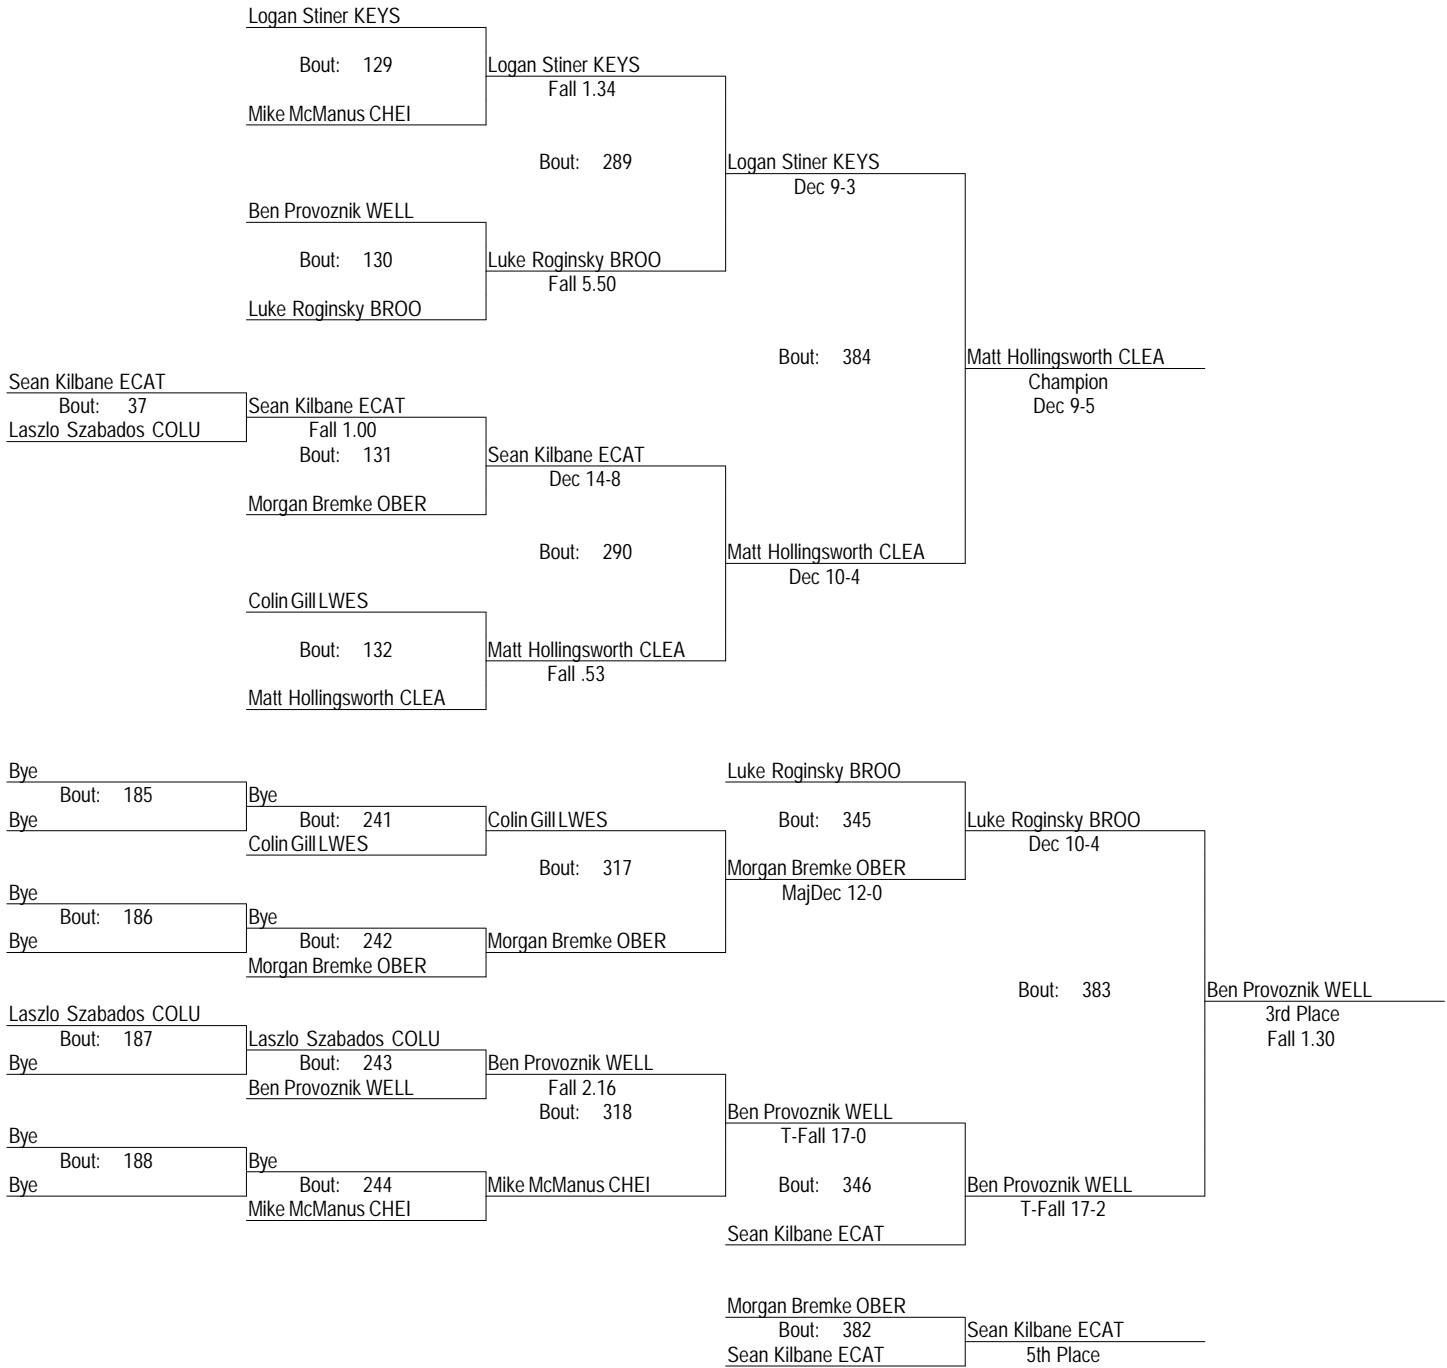 Logan Stiner KEYS
Bout: 129
Logan Stiner KEYS
Fall 1.34
Mike McManus CHEI
Bout: 289
Logan Stiner KEYS
Dec 9-3
Ben Provoznik WELL
Bout: 130
Luke Roginsky BROO
Fall 5.50
Luke Roginsky BROO
Bout: 384
Matt Hollingsworth CLEA
Champion
Dec 9-5
Sean Kilbane ECAT
Bout: 37
Laszlo Szabados COLU
Sean Kilbane ECAT
Fall 1.00
Bout: 131
Sean Kilbane ECAT
Dec 14-8
Morgan Bremke OBER
Bout: 290
Matt Hollingsworth CLEA
Dec 10-4
Colin Gill LWES
Bout: 132
Matt Hollingsworth CLEA
Fall .53
Matt Hollingsworth CLEA
Bye
Bout: 185
Bye
Bye
Bout: 241
Colin Gill LWES
Colin Gill LWES
Bout: 317
Luke Roginsky BROO
Bout: 345
Luke Roginsky BROO
Dec 10-4
Morgan Bremke OBER
MajDec 12-0
Bye
Bout: 186
Bye
Bye
Bout: 242
Morgan Bremke OBER
Morgan Bremke OBER
Bout: 383
Ben Provoznik WELL
3rd Place
Fall 1.30
Laszlo Szabados COLU
Bout: 187
Bye
Laszlo Szabados COLU
Bout: 243
Ben Provoznik WELL
Ben Provoznik WELL
Fall 2.16
Bout: 318
Ben Provoznik WELL
T-Fall 17-0
Bye
Bout: 188
Bye
Bye
Bout: 244
Mike McManus CHEI
Mike McManus CHEI
Bout: 346
Ben Provoznik WELL
T-Fall 17-2
Sean Kilbane ECAT
Morgan Bremke OBER
Bout: 382
Sean Kilbane ECAT
Sean Kilbane ECAT
5th Place